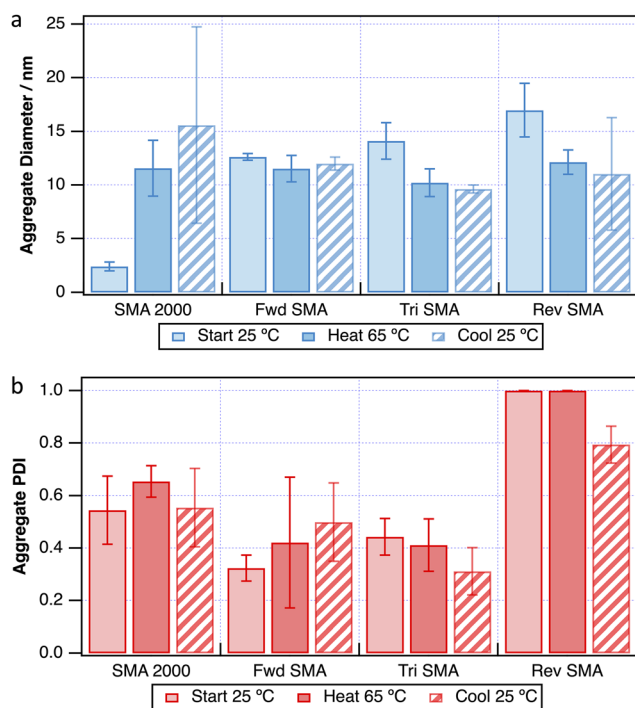 a
Aggregate Diameter / nm
25
20
15
10
5
0
SMA 2000 Fwd SMA Tri SMA Rev SMA
Start 25 ºC Heat 65 ºC Cool 25 ºC
b
Aggregate PDI
1.0
0.8
0.6
0.4
0.2
0.0
SMA 2000 Fwd SMA Tri SMA Rev SMA
Start 25 ºC Heat 65 ºC Cool 25 ºC